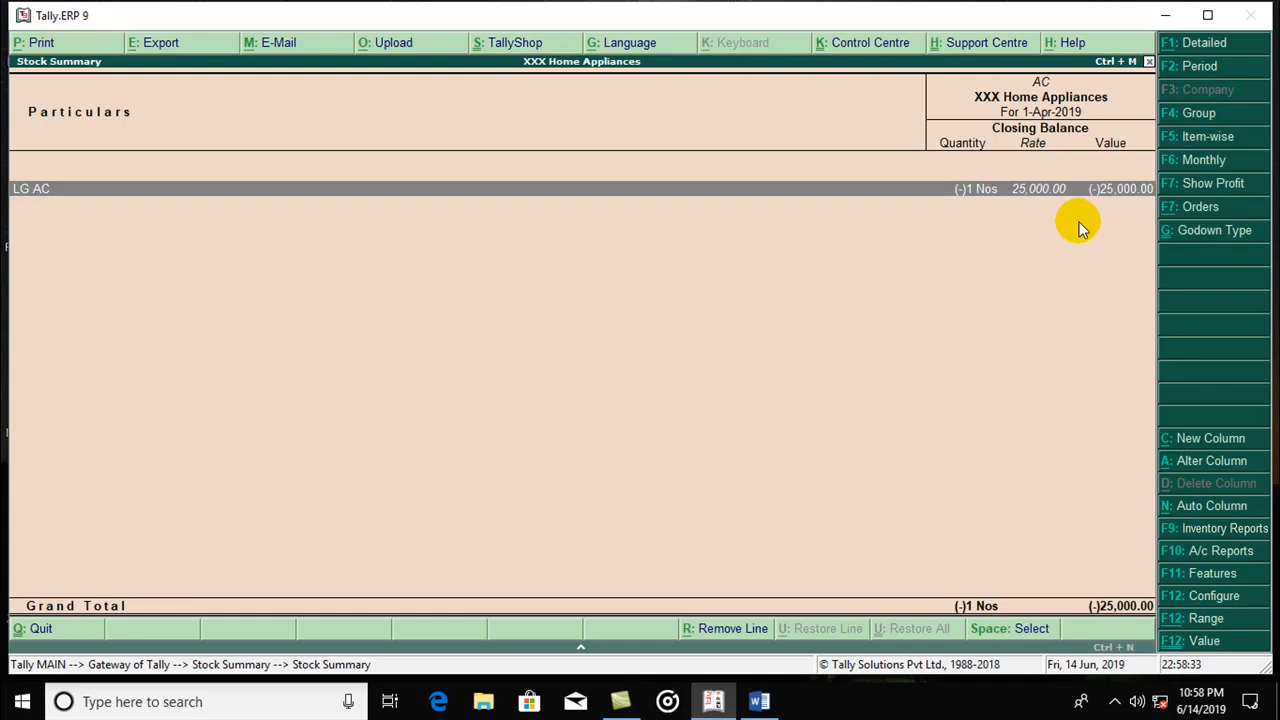 Tally.ERP 9
P: Print E: Export M: E-Mail O: Upload S: TallyShop G: Language K: Keyboard K: Control Centre H: Support Centre H: Help
Stock Summary XXX Home Appliances Ctrl + M
Particulars
AC
XXX Home Appliances
For 1-Apr-2019
Closing Balance
Quantity Rate Value
LG AC (-)1 Nos 25,000.00 (-)25,000.00
Grand Total (-)1 Nos (-)25,000.00
F1: Detailed
F2: Period
F3: Company
F4: Group
F5: Item-wise
F6: Monthly
F7: Show Profit
F7: Orders
G: Godown Type
C: New Column
A: Alter Column
D: Delete Column
N: Auto Column
F9: Inventory Reports
F10: A/c Reports
F11: Features
F12: Configure
F12: Range
F12: Value
Q: Quit R: Remove Line U: Restore Line U: Restore All Space: Select
Ctrl + N
Tally MAIN --> Gateway of Tally --> Stock Summary --> Stock Summary © Tally Solutions Pvt Ltd., 1988-2018 Fri, 14 Jun, 2019 22:58:33
Type here to search
10:58 PM
6/14/2019